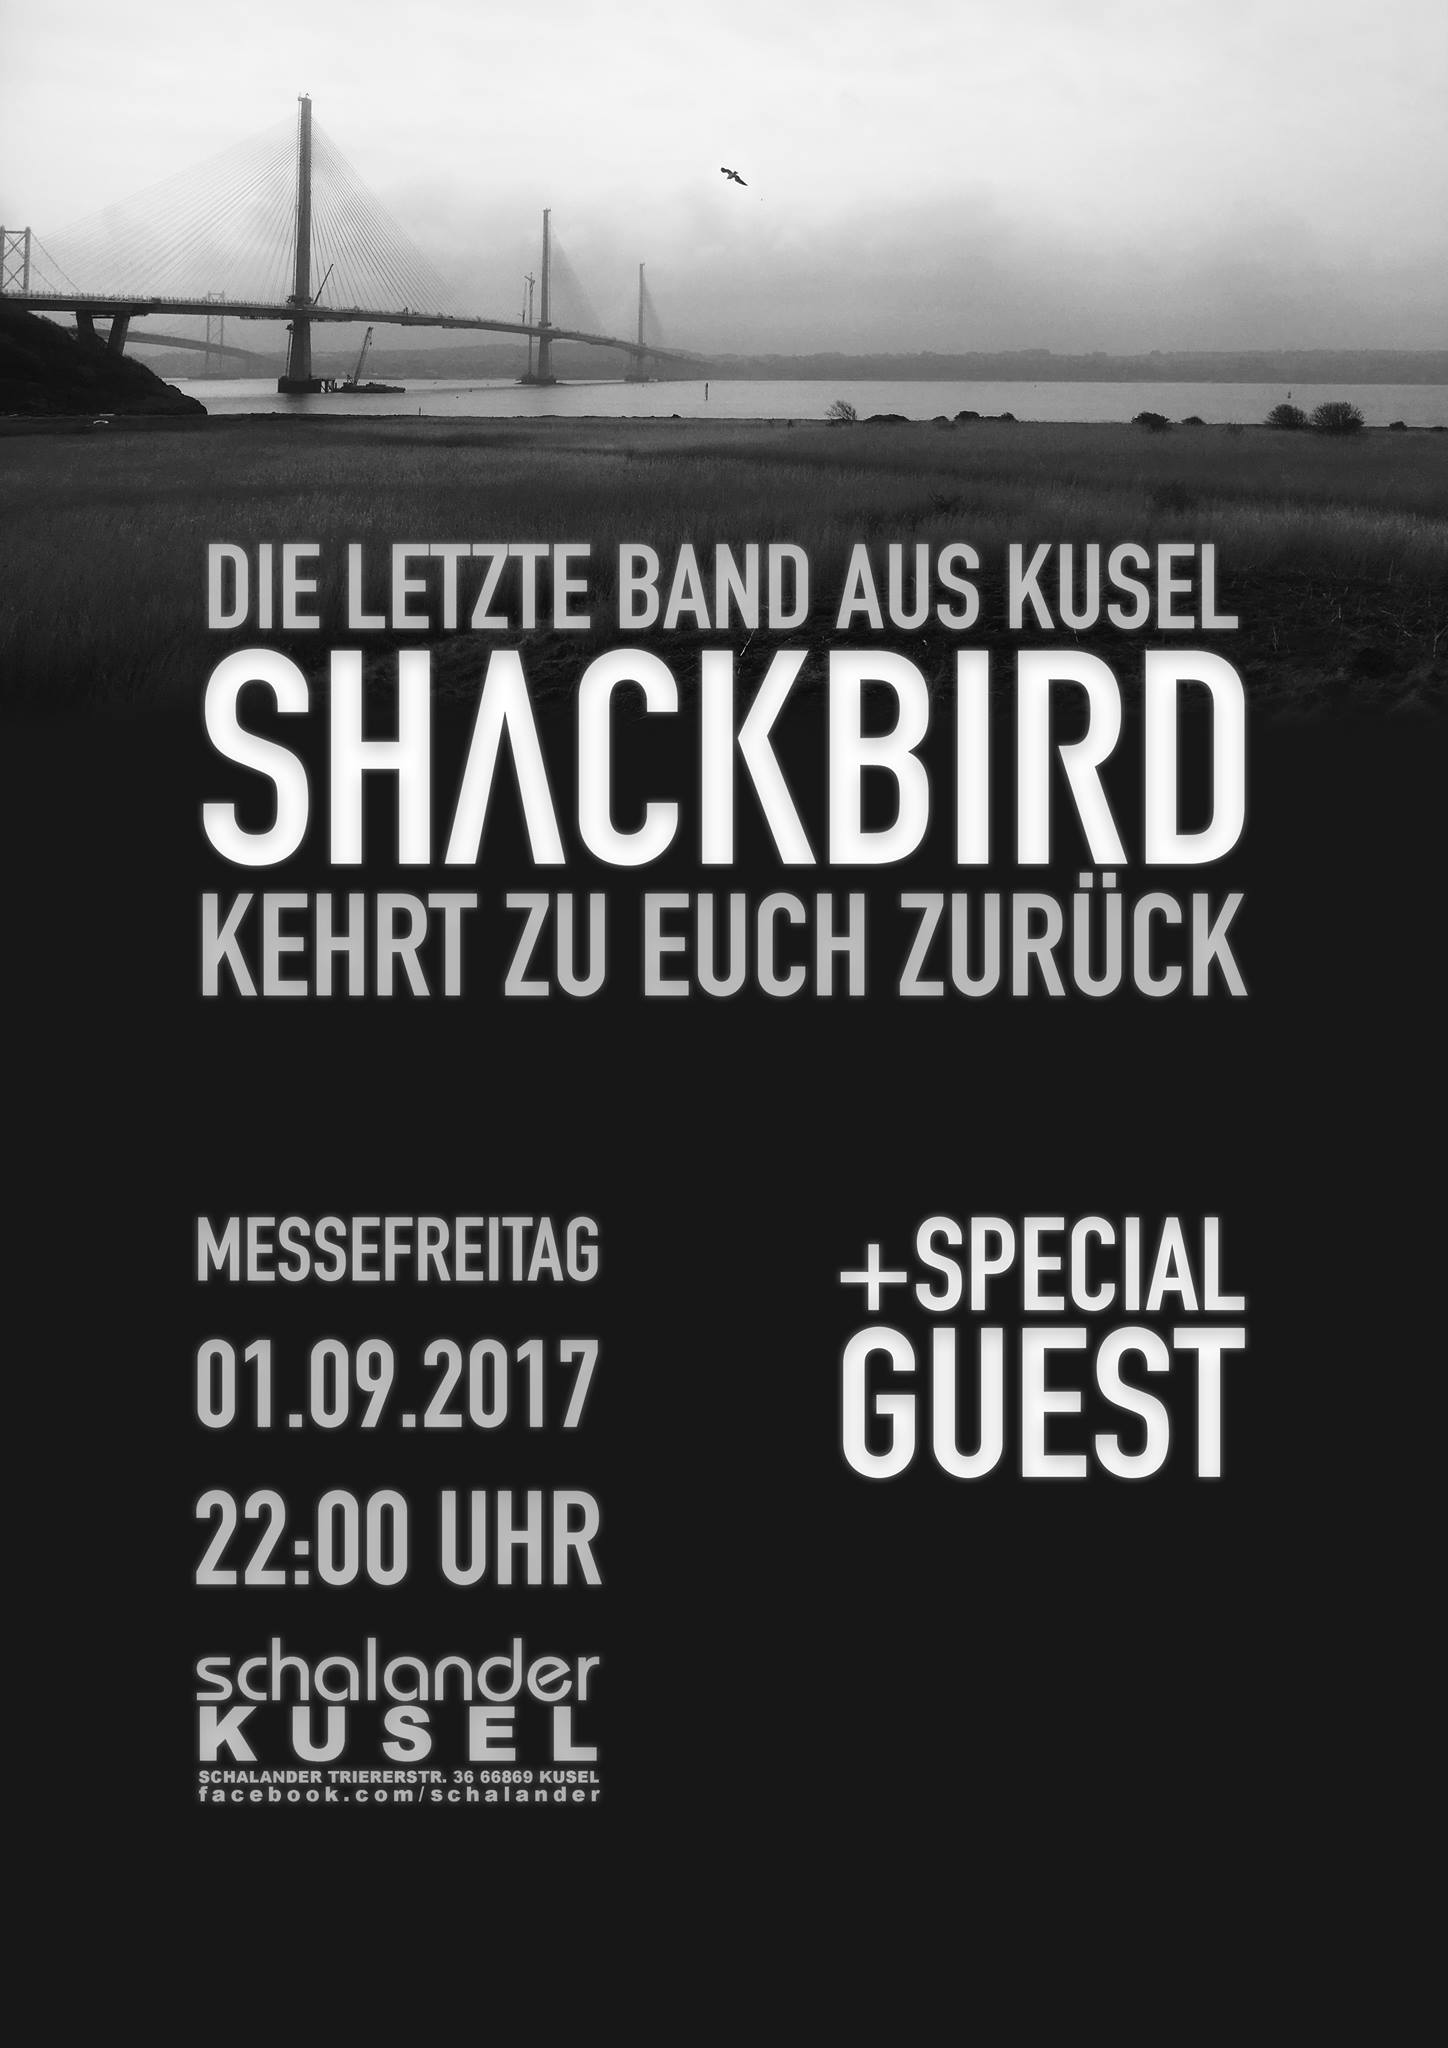 DIE LETZTE BAND AUS KUSEL
SHACKBIRD
KEHRT ZU EUCH ZURÜCK
MESSEFREITAG
01.09.2017
22:00 UHR
+SPECIAL
GUEST
schalander
KUSEL
SCHALANDER TRIERERSTR. 36 66869 KUSEL
facebook.com/schalander